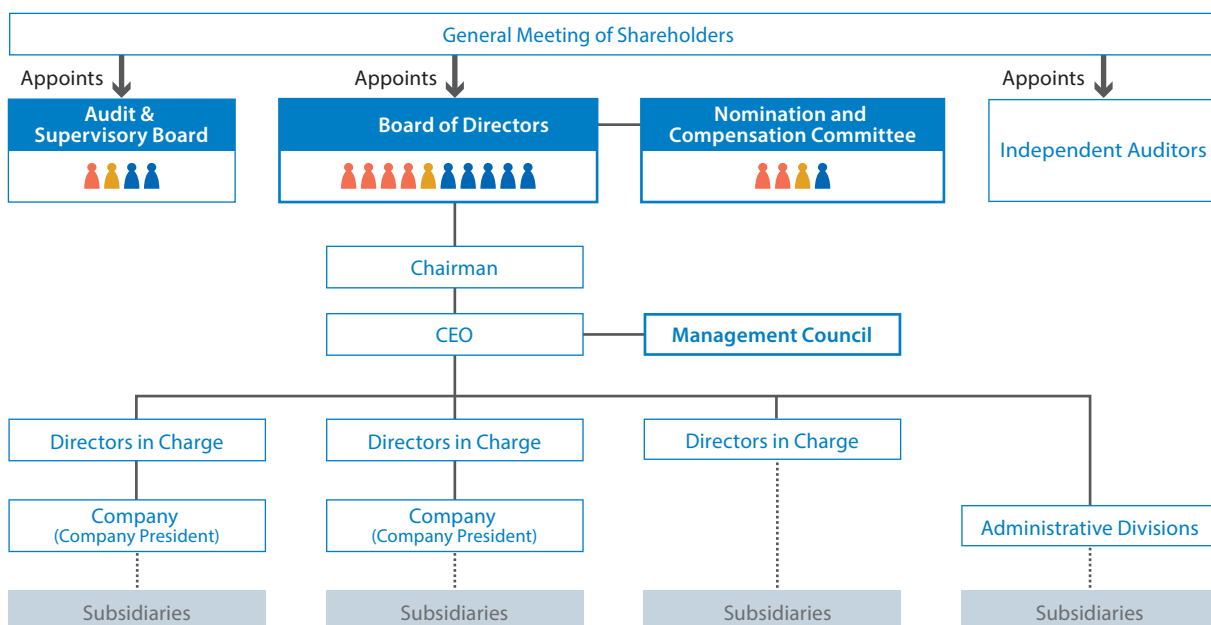 General Meeting of Shareholders
Appoints
Appoints
Appoints
Audit &
Supervisory Board
Board of Directors
Nomination and
Compensation Committee
Independent Auditors
Chairman
CEO
Management Council
Directors in Charge
Directors in Charge
Directors in Charge
Company
(Company President)
Company
(Company President)
Administrative Divisions
Subsidiaries
Subsidiaries
Subsidiaries
Subsidiaries